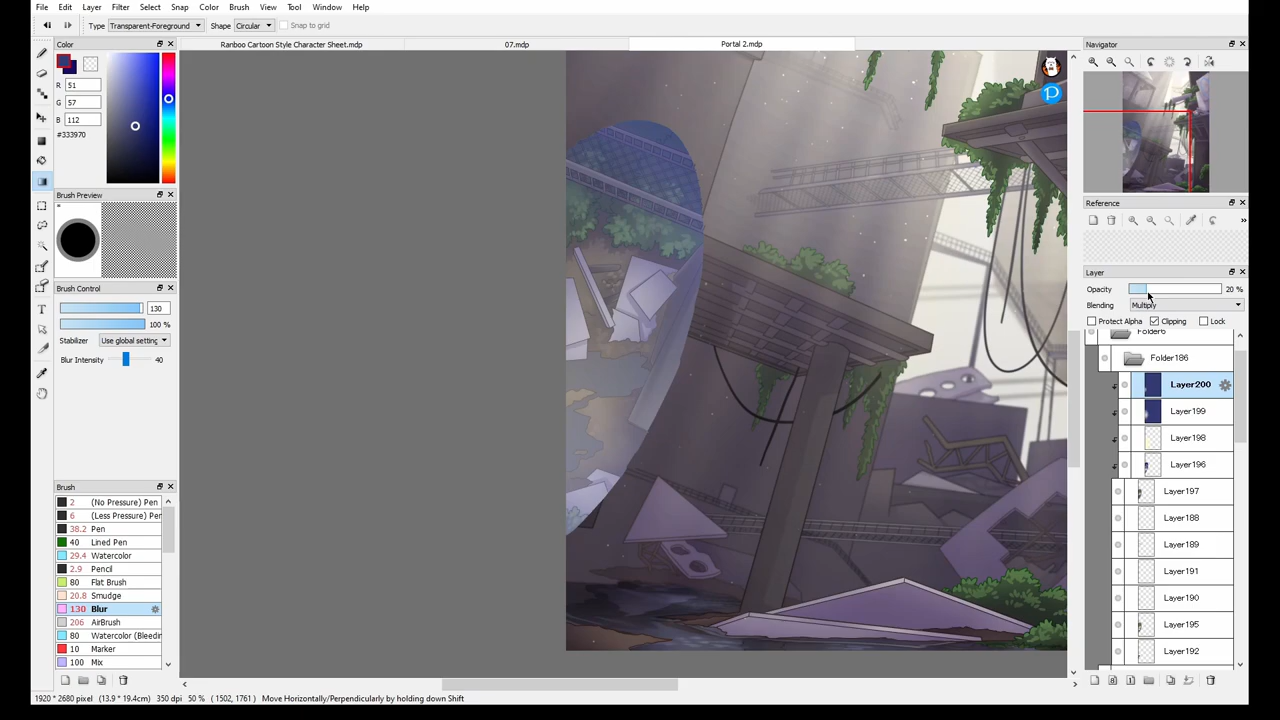 File Edit Layer Filter Select Snap Color Brush View Tool Window Help
Type Transparent-Foreground Shape Circular Snap to grid
Color
Ranboo Cartoon Style Character Sheet.mdp
07.mdp
Portal 2.mdp
Navigator
R 51
G 57
B 112
#333970
Brush Preview
Reference
Layer
Brush Control
Opacity 20 %
130
Blending Multiply
100 %
Protect Alpha Clipping Lock
Stabilizer Use global setting
Folder6
Blur Intensity 40
Folder186
Layer200
Layer199
Layer198
Layer196
Brush
Layer197
2 (No Pressure) Pen
6 (Less Pressure) Pen
Layer188
38.2 Pen
40 Lined Pen
Layer189
29.4 Watercolor
2.9 Pencil
Layer191
80 Flat Brush
20.8 Smudge
Layer190
130 Blur
206 AirBrush
Layer195
80 Watercolor (Bleedin
10 Marker
Layer192
100 Mix
1920 * 2680 pixel (13.9 * 19.4cm) 350 dpi 50 % ( 1502, 1761 ) Move Horizontally/Perpendicularly by holding down Shift